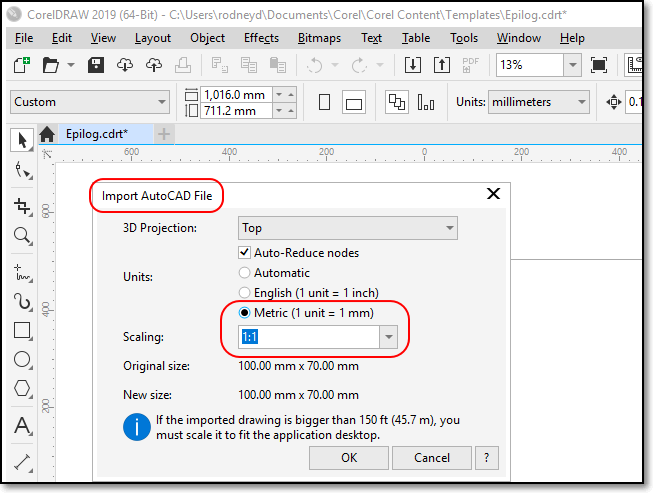 CorelDRAW 2019 (64-Bit) - C:\Users\rodneyd\Documents\Corel\Corel Content\Templates\Epilog.cdrt*
File Edit View Layout Object Effects Bitmaps Text Table Tools Window Help
PDF 13%
Custom 1,016.0 mm Units: millimeters 0.1
711.2 mm
Epilog.cdrt*
600 400 200 0 200 400
600
400
200
Import AutoCAD File
3D Projection: Top
Auto-Reduce nodes
Units: Automatic
English (1 unit = 1 inch)
Metric (1 unit = 1 mm)
Scaling: 1:1
Original size: 100.00 mm x 70.00 mm
New size: 100.00 mm x 70.00 mm
If the imported drawing is bigger than 150 ft (45.7 m), you
must scale it to fit the application desktop.
OK Cancel ?